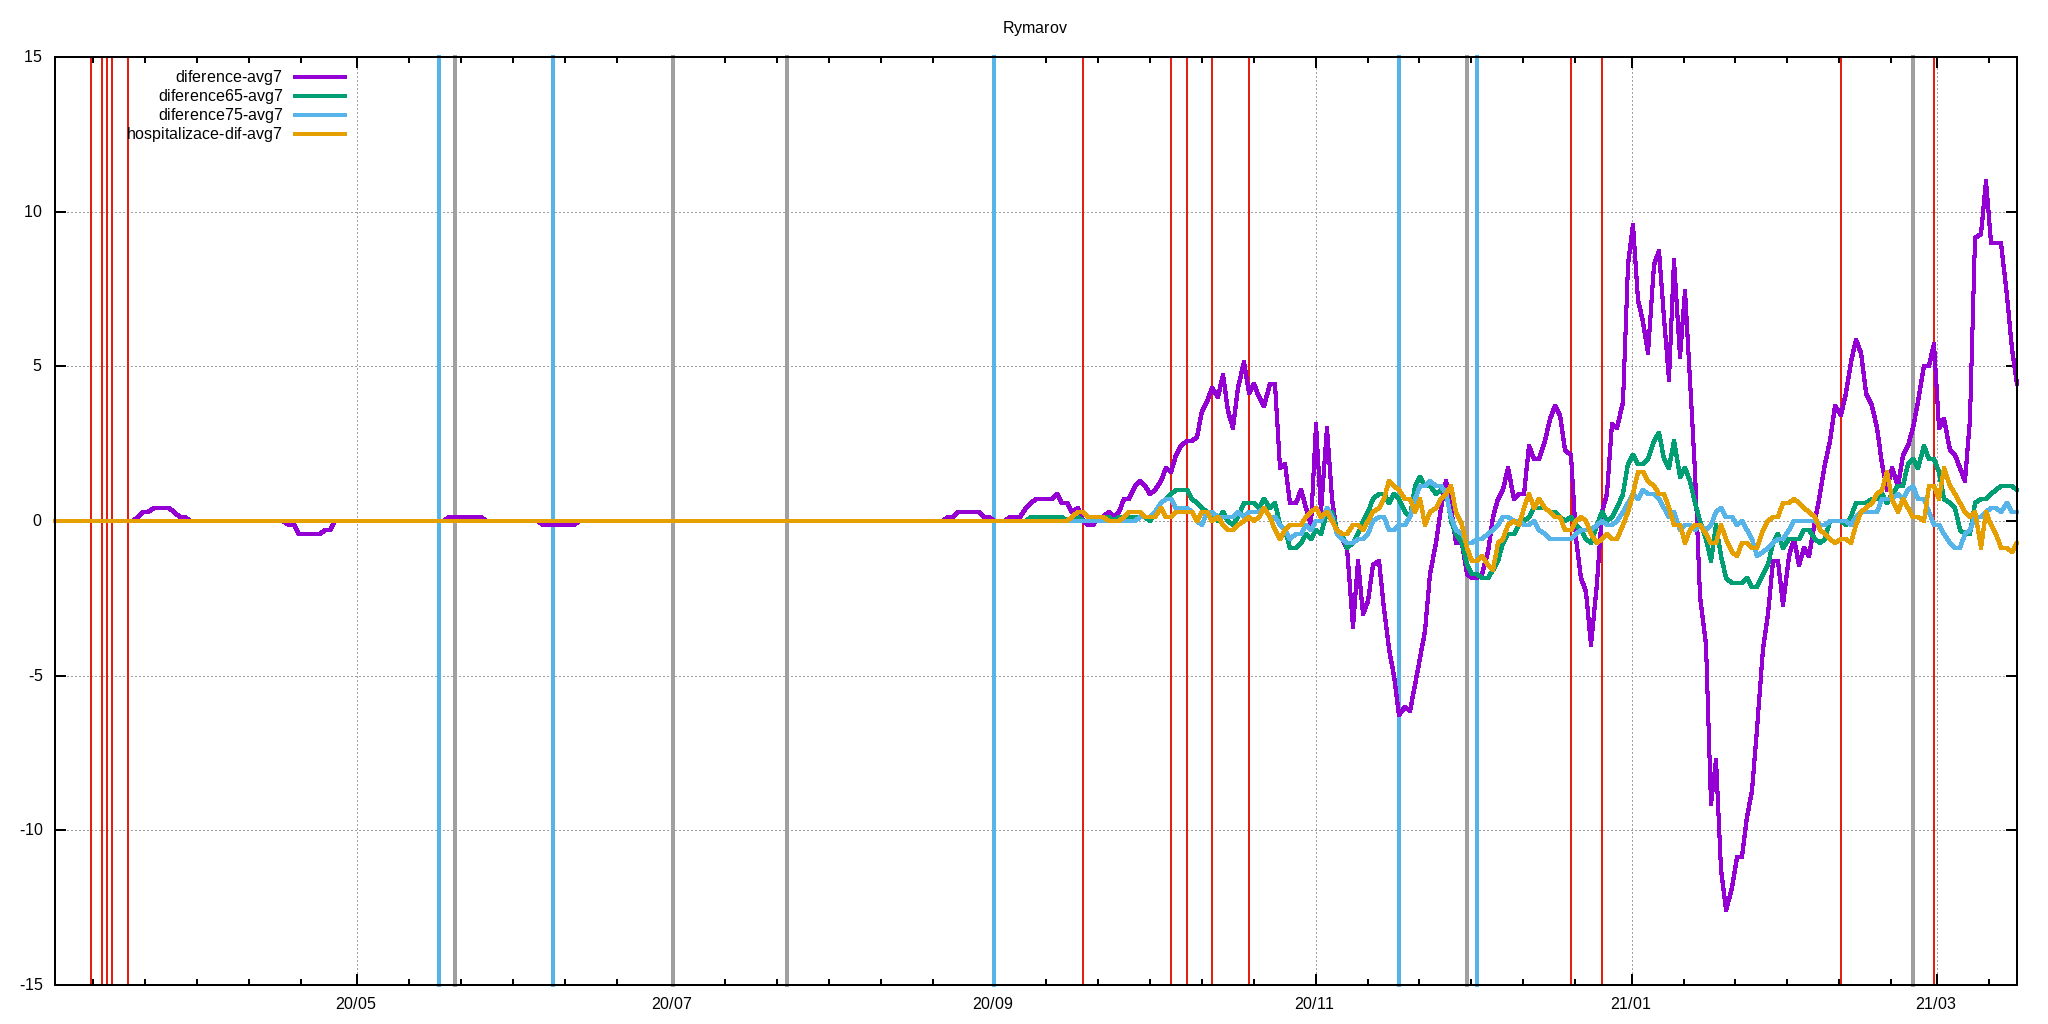 Rymarov
15
diference-avg7
diference65-avg7
diference75-avg7
hospitalizace-dif-avg7
10
5
0
-5
-10
-15
20/05 20/07 20/09 20/11 21/01 21/03